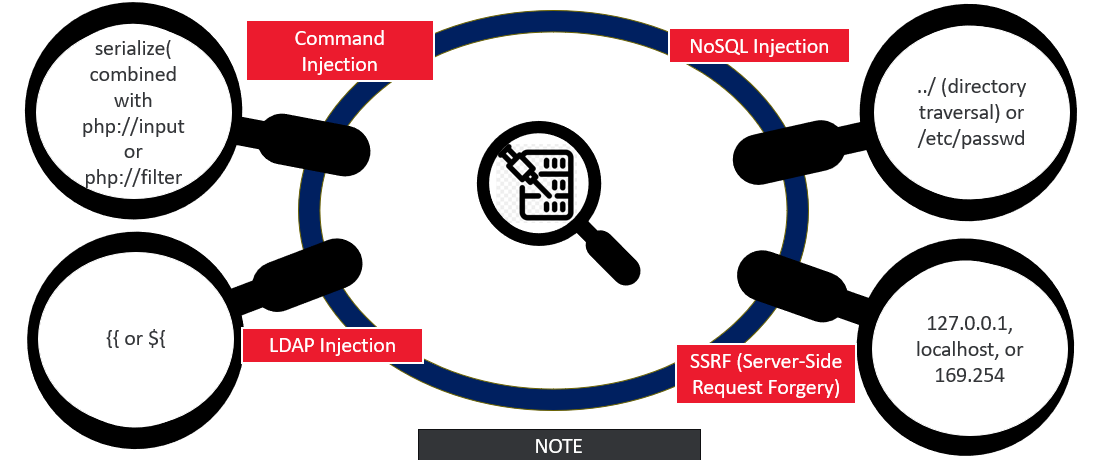 serialize(
combined
with
php://input
or
php://filter
Command
Injection
NoSQL Injection
../ (directory
traversal) or
/etc/passwd
{{ or ${
LDAP Injection
SSRF (Server-Side
Request Forgery)
127.0.0.1,
localhost, or
169.254
NOTE